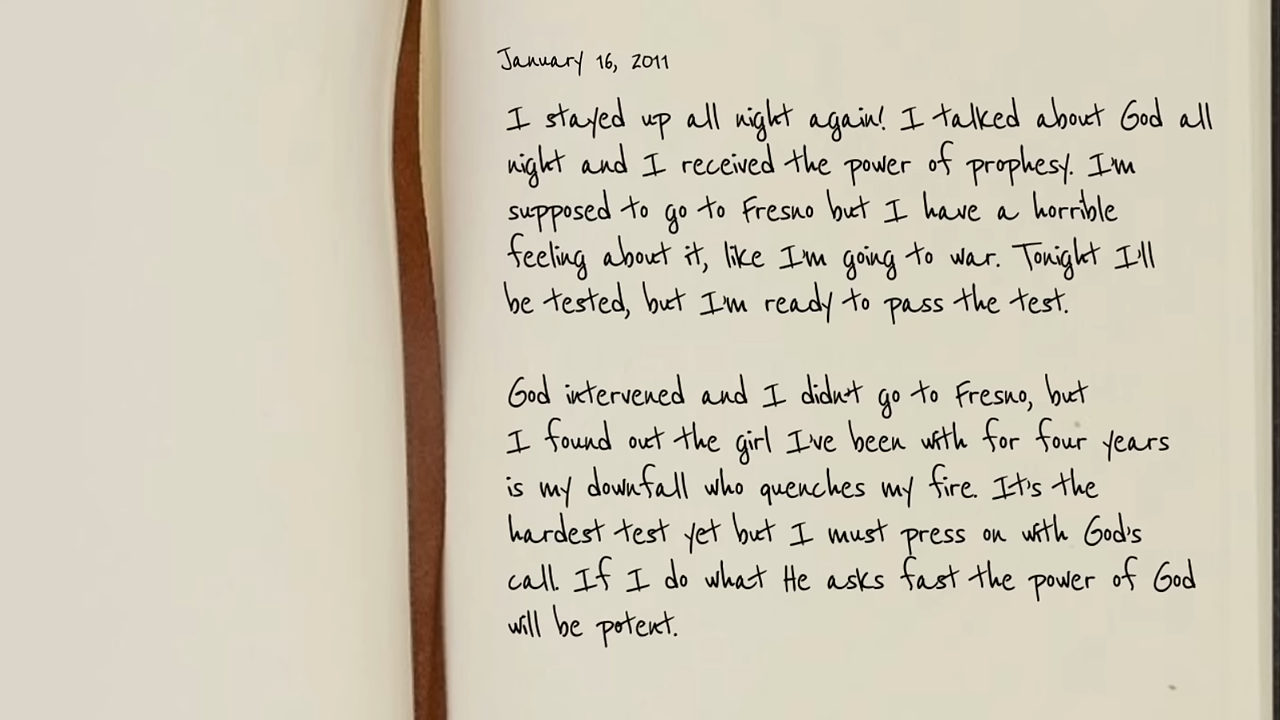 January 16, 2011
I stayed up all night again! I talked about God all
night and I received the power of prophesy. I'm
supposed to go to Fresno but I have a horrible
feeling about it, like I'm going to war. Tonight I'll
be tested, but I'm ready to pass the test.
God intervened and I didn't go to Fresno, but
I found out the girl I've been with for four years
is my downfall who quenches my fire. It's the
hardest test yet but I must press on with God's
call. If I do what He asks fast the power of God
will be potent.